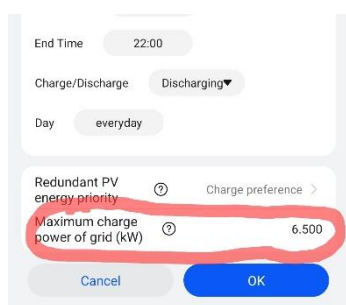 End Time 22:00
Charge/Discharge Discharging▼
Day everyday
Redundant PV
energy priority Charge preference >
Maximum charge
power of grid (kW) 6.500
Cancel OK